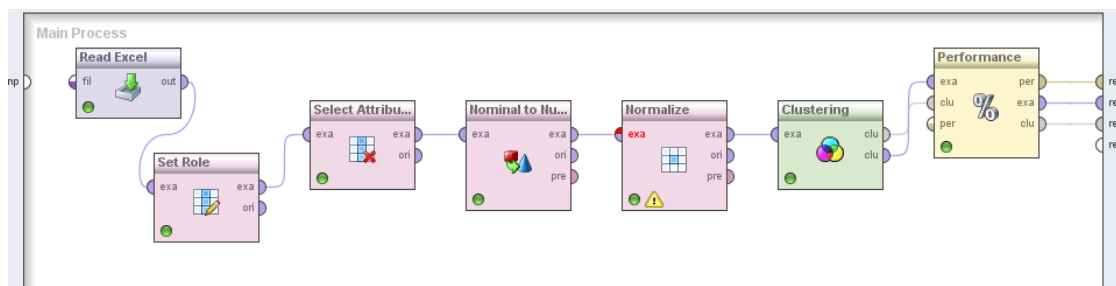 Main Process
Read Excel
fil out
Set Role
exa exa
ori
Select Attribu...
exa exa
ori
Nominal to Nu...
exa exa
ori
pre
Normalize
exa exa
ori
pre
Clustering
exa clu
clu
Performance
%
exa per
clu exa
per clu
np
re
re
re
re